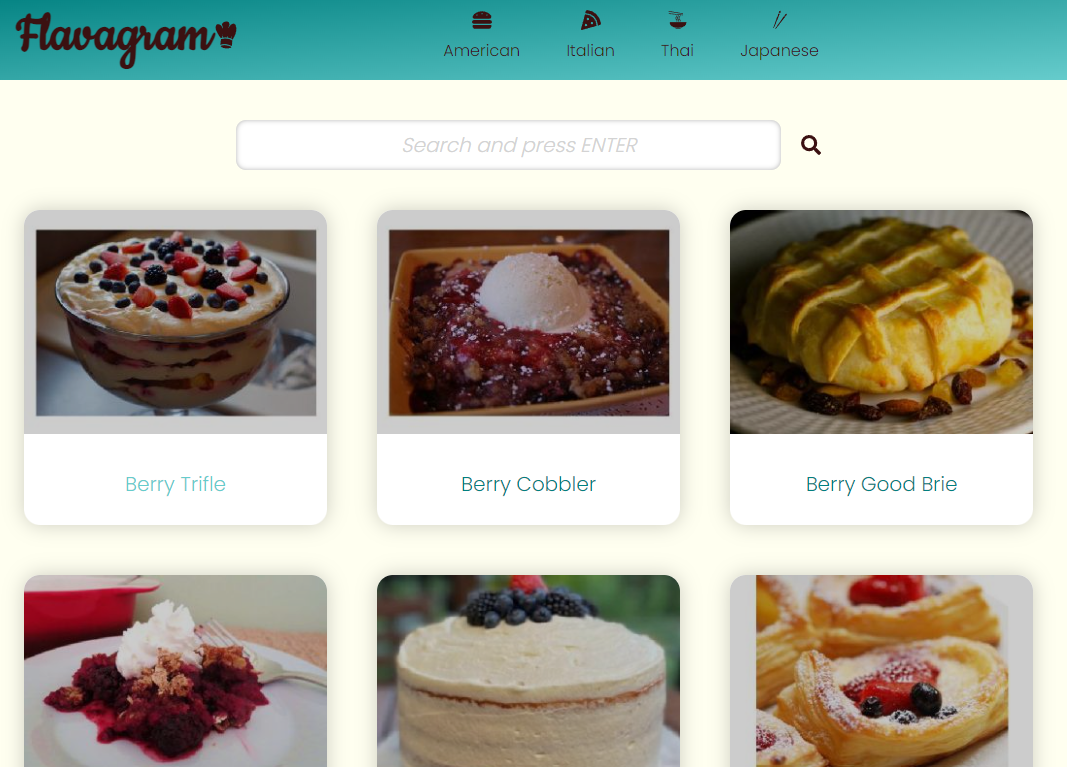 Flavagram
American Italian Thai Japanese
Search and press ENTER
Berry Trifle
Berry Cobbler
Berry Good Brie